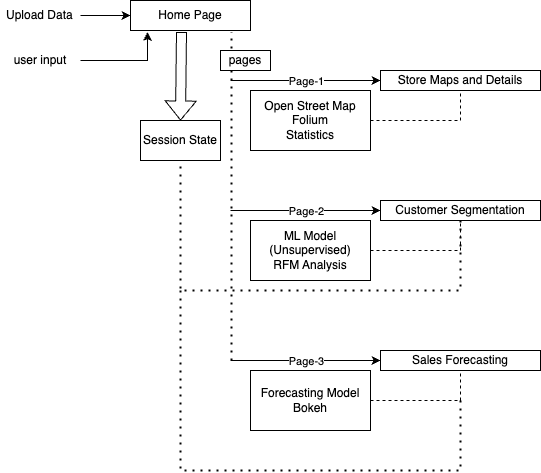 Upload Data
Home Page
user input
pages
Page-1
Store Maps and Details
Open Street Map
Folium
Statistics
Session State
Page-2
Customer Segmentation
ML Model
(Unsupervised)
RFM Analysis
Page-3
Sales Forecasting
Forecasting Model
Bokeh